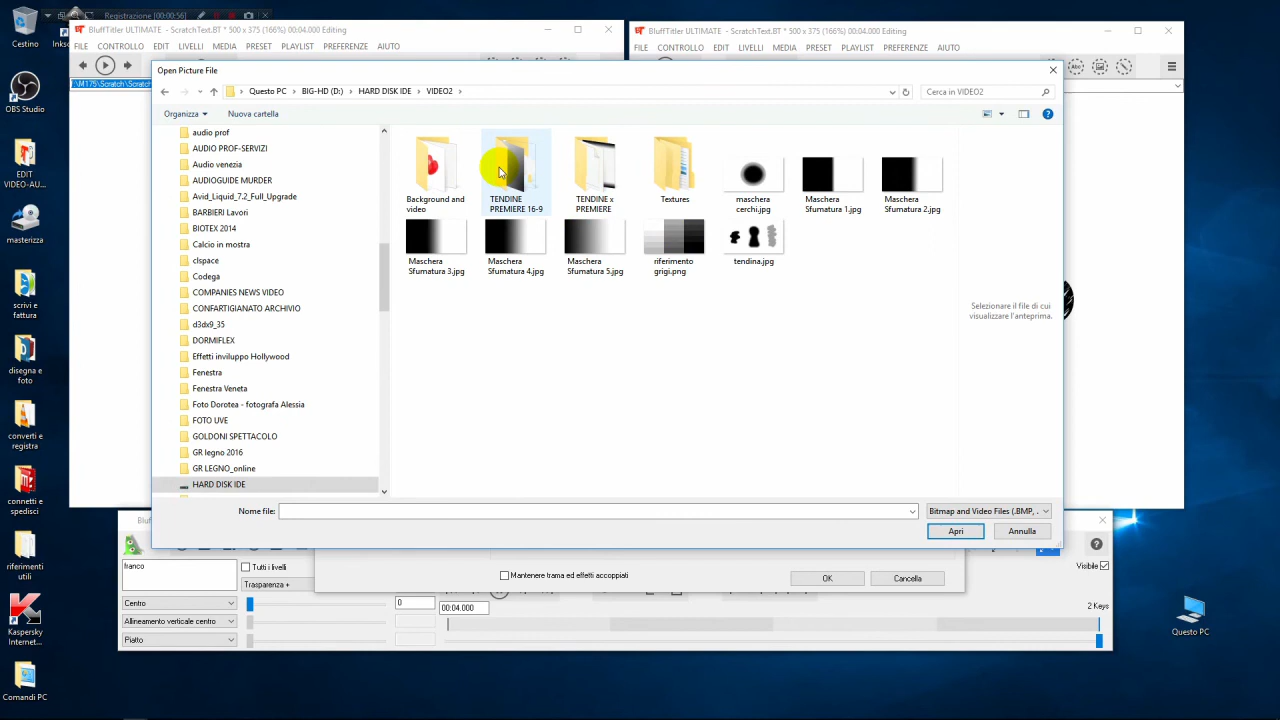 Cestino
Registrazione [00:00:56]
OBS Studio
EDIT
VIDEO-AU...
masterizza
scrivi e
fattura
disegna e
foto
converti e
registra
connetti e
spedisci
riferimenti
utili
Kaspersky
Internet...
Comandi PC
Questo PC
BluffTitler ULTIMATE - ScratchText.BT * 500 x 375 (166%) 00:04.000 Editing
FILE CONTROLLO EDIT LIVELLI MEDIA PRESET PLAYLIST PREFERENZE AIUTO
BluffTitler ULTIMATE - ScratchText.BT * 500 x 375 (166%) 00:04.000 Editing
FILE CONTROLLO EDIT LIVELLI MEDIA PRESET PLAYLIST PREFERENZE AIUTO
Open Picture File
Questo PC > BIG-HD (D:) > HARD DISK IDE > VIDEO2 >
Cerca in VIDEO2
Organizza
Nuova cartella
audio prof
AUDIO PROF-SERVIZI
Audio venezia
AUDIOGUIDE MURDER
Avid_Liquid_7.2_Full_Upgrade
BARBIERI Lavori
BIOTEX 2014
Calcio in mostra
clspace
Codega
COMPANIES NEWS VIDEO
CONFARTIGIANATO ARCHIVIO
d3dx9_35
DORMIFLEX
Effetti inviluppo Hollywood
Fenestra
Fenestra Veneta
Foto Dorotea - fotografa Alessia
FOTO UVE
GOLDONI SPETTACOLO
GR legno 2016
GR LEGNO_online
HARD DISK IDE
Background and
video
TENDINE
PREMIERE 16-9
TENDINE x
PREMIERE
Textures
maschera
cerchi.jpg
Maschera
Sfumatura 1.jpg
Maschera
Sfumatura 2.jpg
Maschera
Sfumatura 3.jpg
Maschera
Sfumatura 4.jpg
Maschera
Sfumatura 5.jpg
riferimento
grigi.png
tendina.jpg
Selezionare il file di cui
visualizzare l'anteprima.
Nome file:
Bitmap and Video Files (.BMP, .
Apri
Annulla
Mantenere trama ed effetti accoppiati
OK
Cancella
franco
Tutti i livelli
Trasparenza +
Visibile
Centro
0
00:04.000
2 Keys
Allineamento verticale centro
Piatto